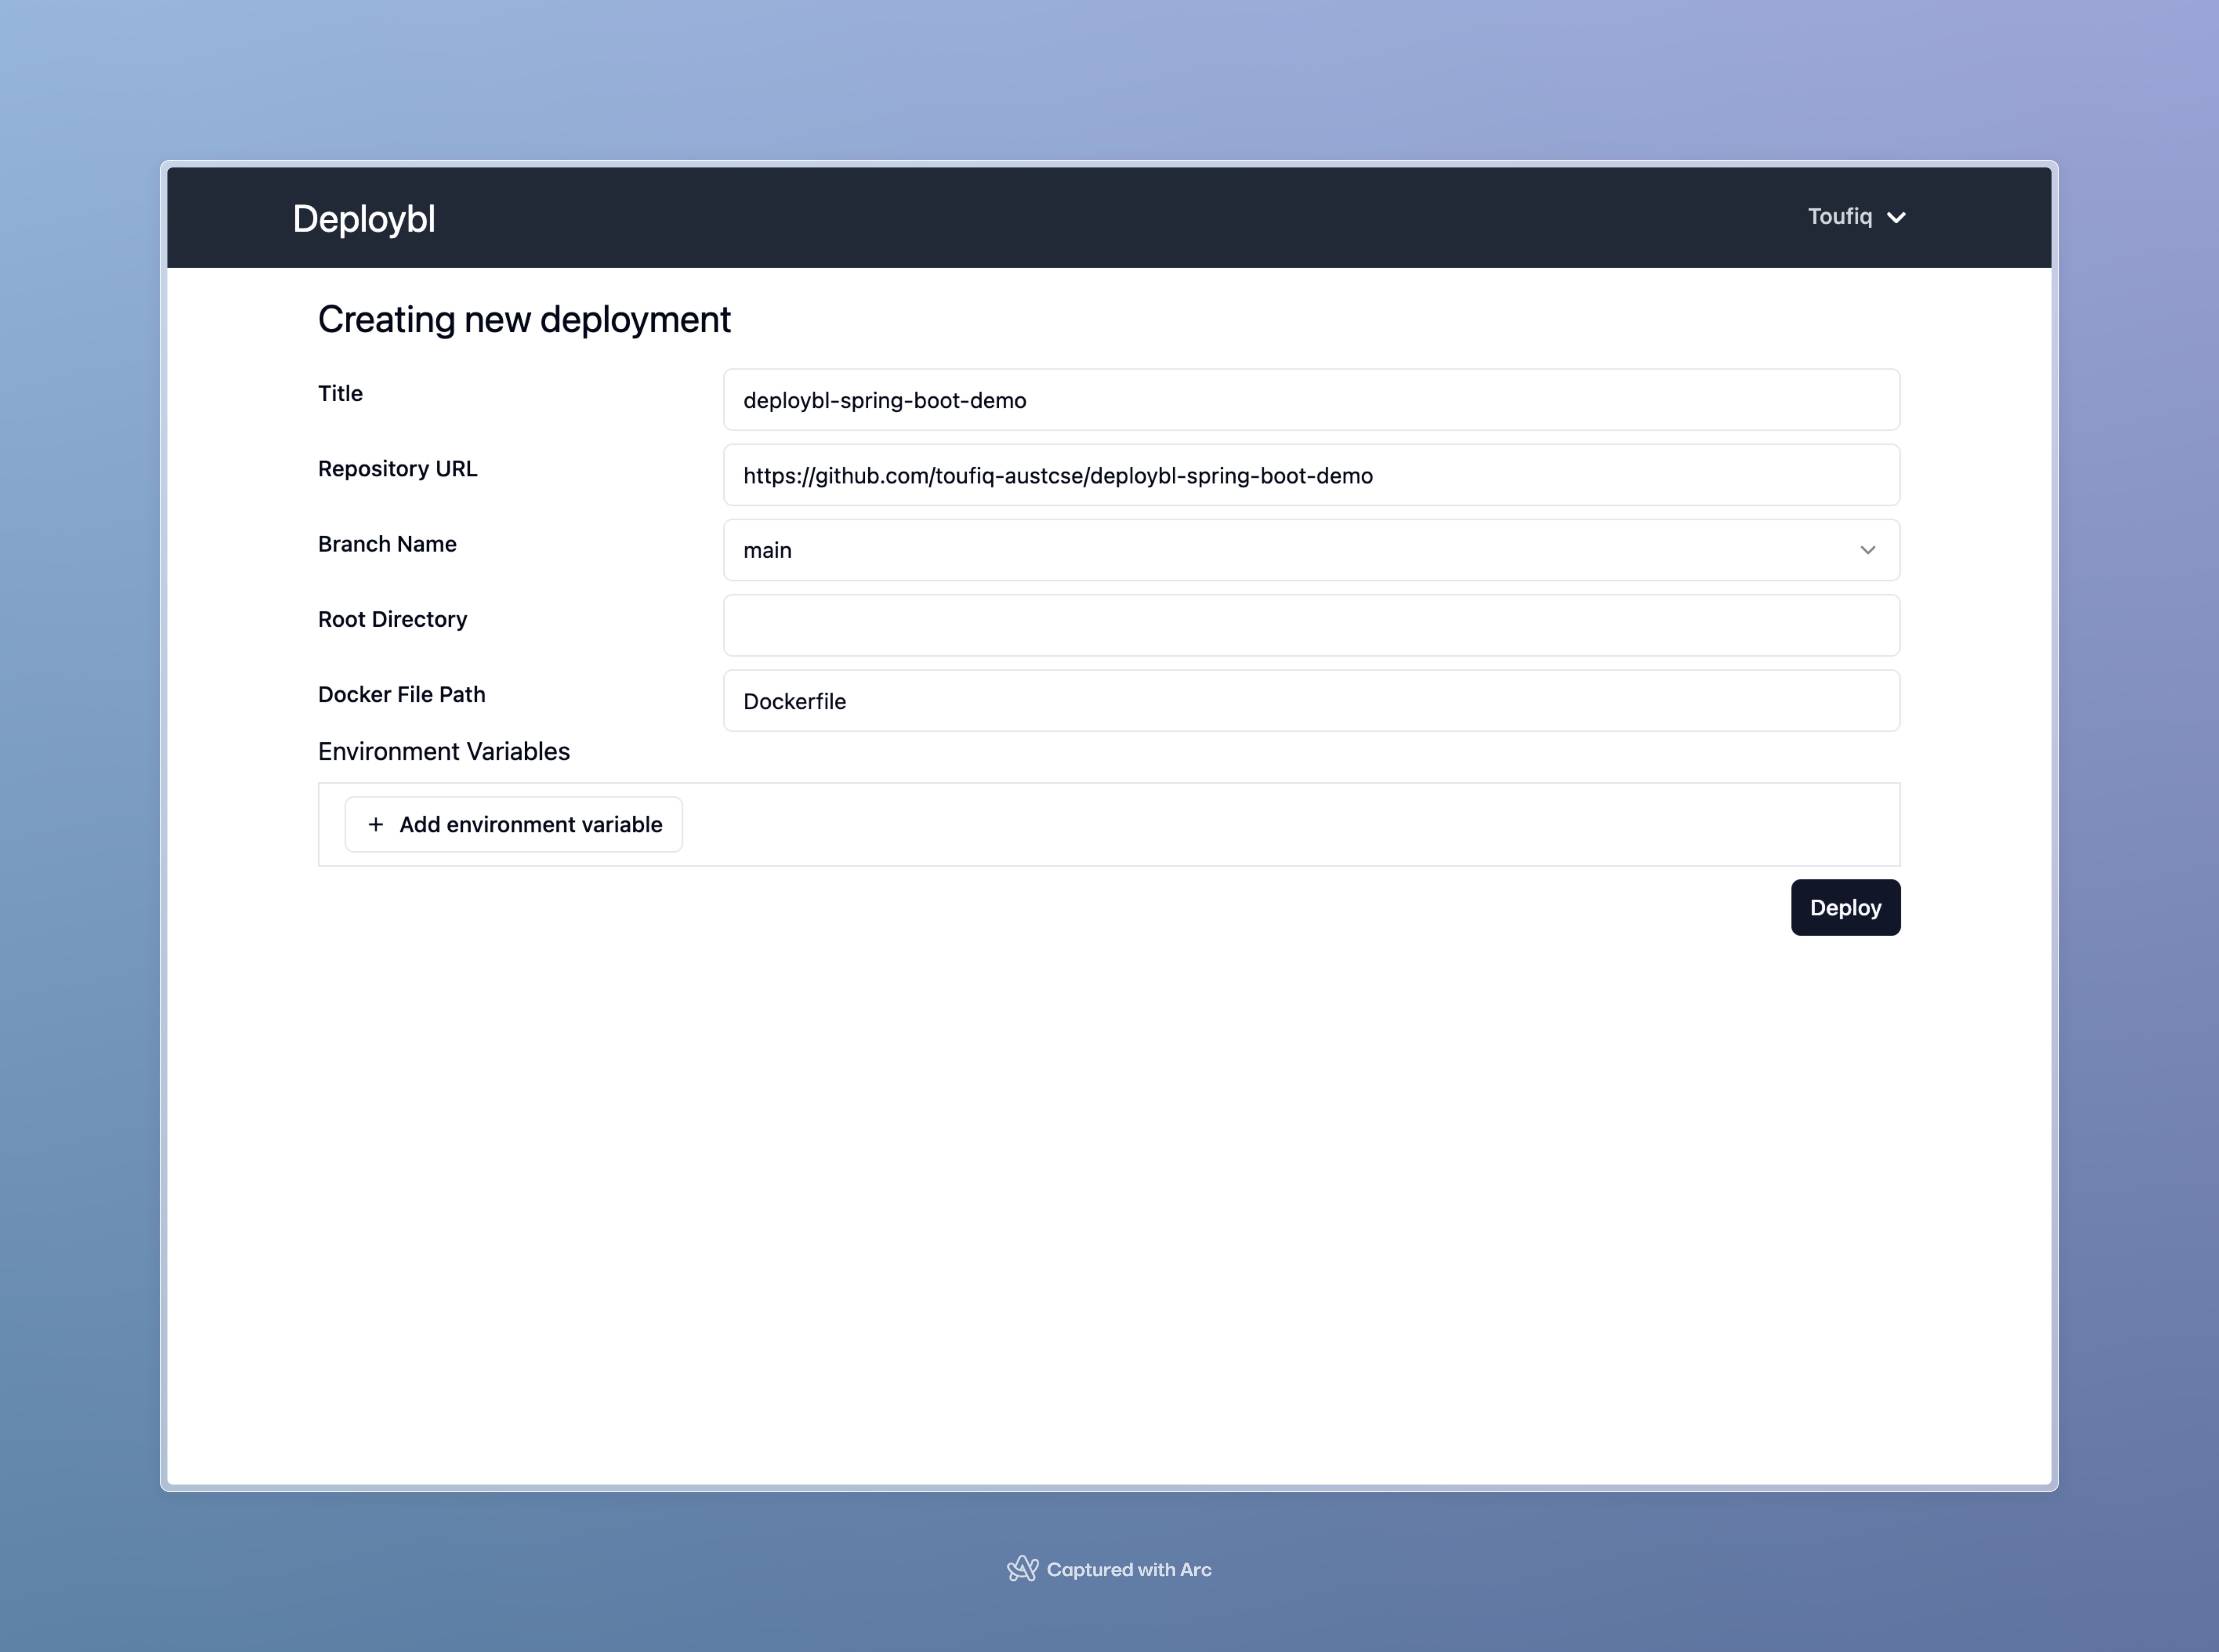 Deploybl
Toufiq
Creating new deployment
Title
deploybl-spring-boot-demo
Repository URL
https://github.com/toufiq-austcse/deploybl-spring-boot-demo
Branch Name
main
Root Directory
Docker File Path
Dockerfile
Environment Variables
+ Add environment variable
Deploy
Captured with Arc